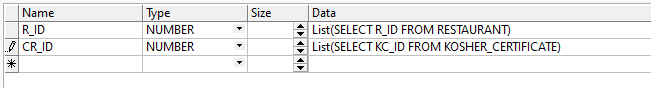 Name Type Size Data
R_ID NUMBER List(SELECT R_ID FROM RESTAURANT)
CR_ID NUMBER List(SELECT KC_ID FROM KOSHER_CERTIFICATE)